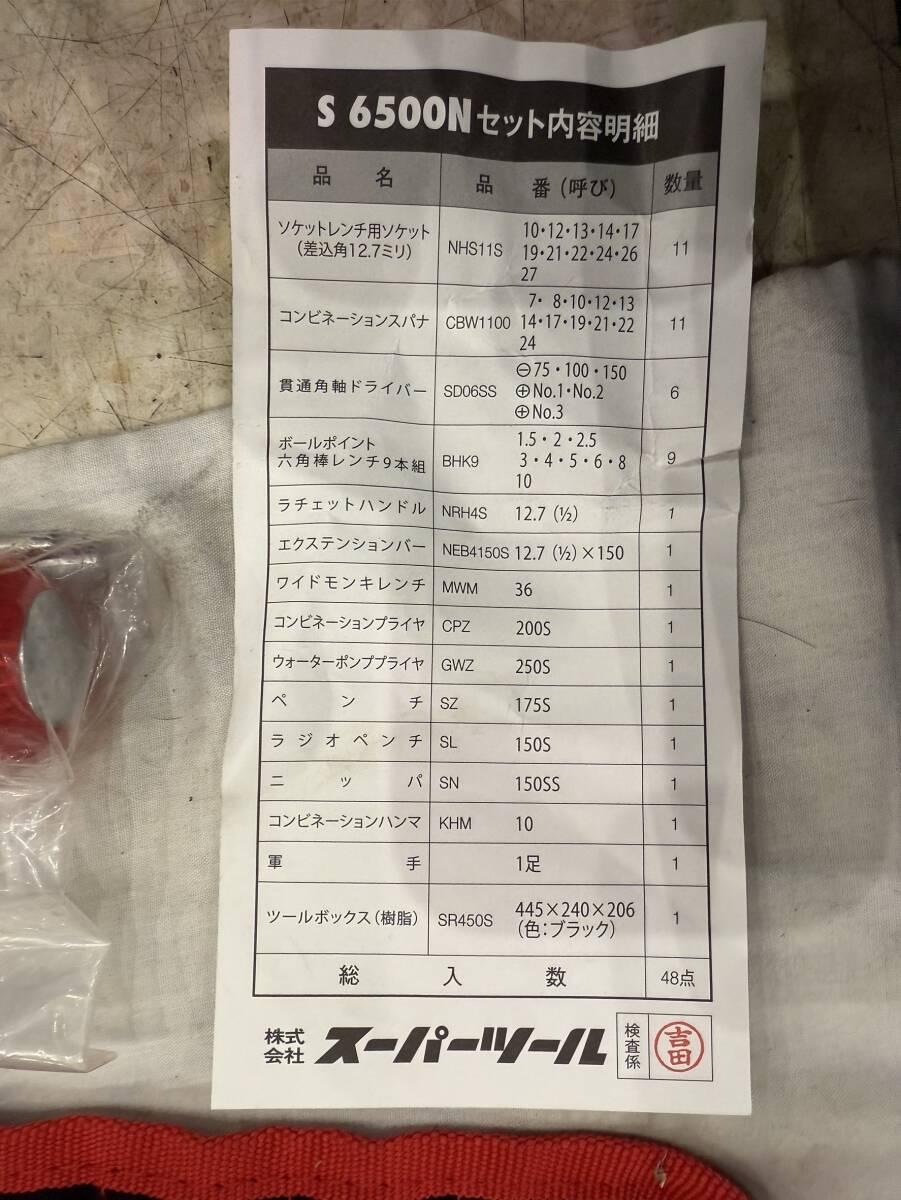 S 6500Nセット内容明細
品名 品番(呼び) 数量
ソケットレンチ用ソケット
(差込角12.7ミリ)
NHS11S
10・12・13・14・17
19・21・22・24・26
27
11
コンビネーションスパナ
CBW1100
7・8・10・12・13
14・17・19・21・22
24
11
貫通角軸ドライバー
SD06SS
⊖75・100・150
⊕No.1・No.2
⊕No.3
6
ボールポイント
六角棒レンチ9本組
BHK9
1.5・2・2.5
3・4・5・6・8
10
9
ラチェットハンドル NRH4S 12.7 (½) 1
エクステンションバー NEB4150S 12.7 (½)×150 1
ワイドモンキレンチ MWM 36 1
コンビネーションプライヤ CPZ 200S 1
ウォーターポンププライヤ GWZ 250S 1
ペンチ SZ 175S 1
ラジオペンチ SL 150S 1
ニッパ SN 150SS 1
コンビネーションハンマ KHM 10 1
軍手 1足 1
ツールボックス(樹脂) SR450S
445×240×206
(色:ブラック)
1
総入数 48点
株式
会社
スーパーツール
検査係
吉田